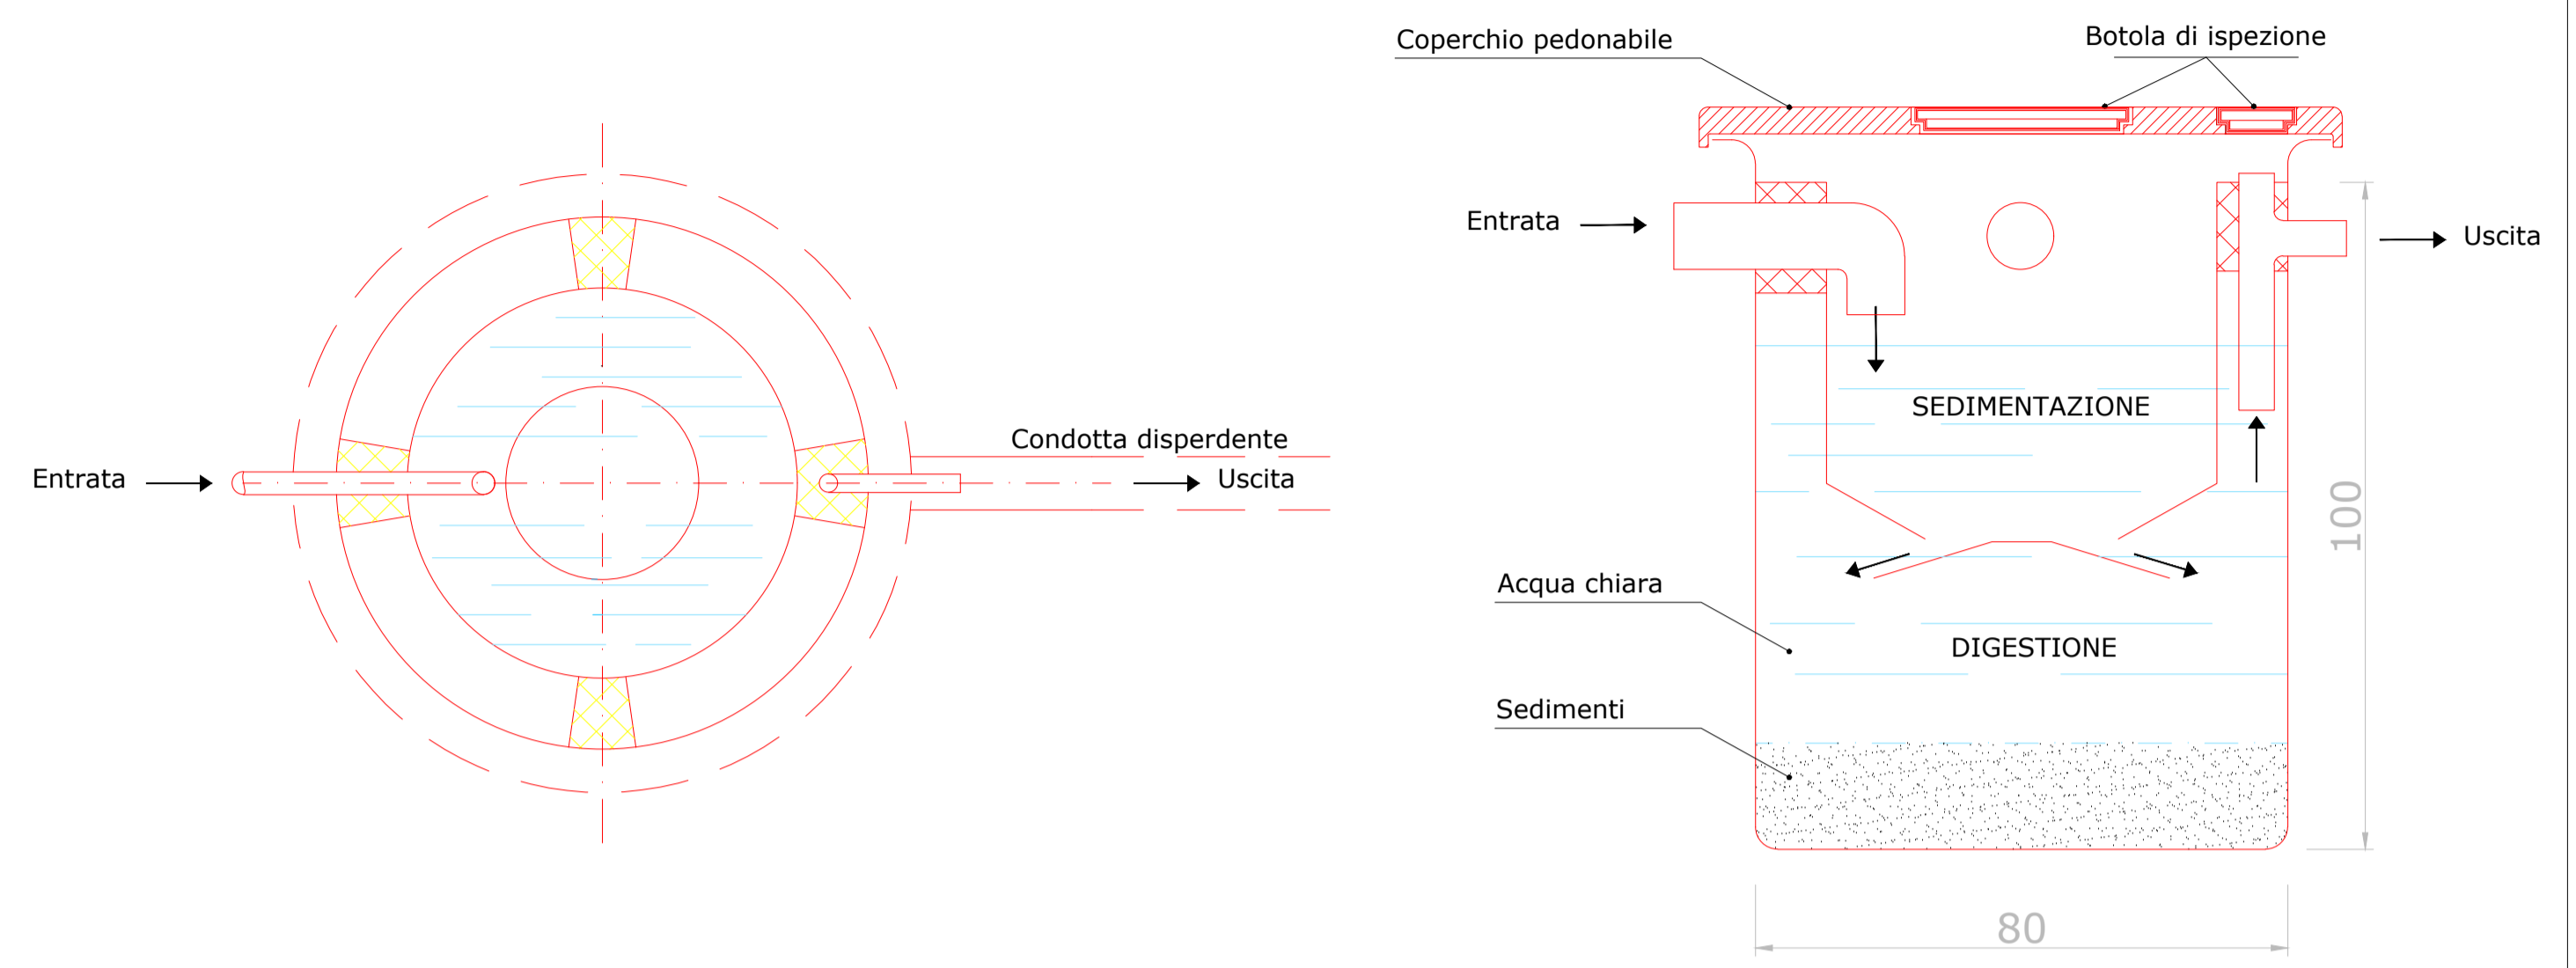 Entrata
Condotta disperdente
Uscita
Coperchio pedonabile
Botola di ispezione
Entrata
Uscita
SEDIMENTAZIONE
100
Acqua chiara
DIGESTIONE
Sedimenti
80